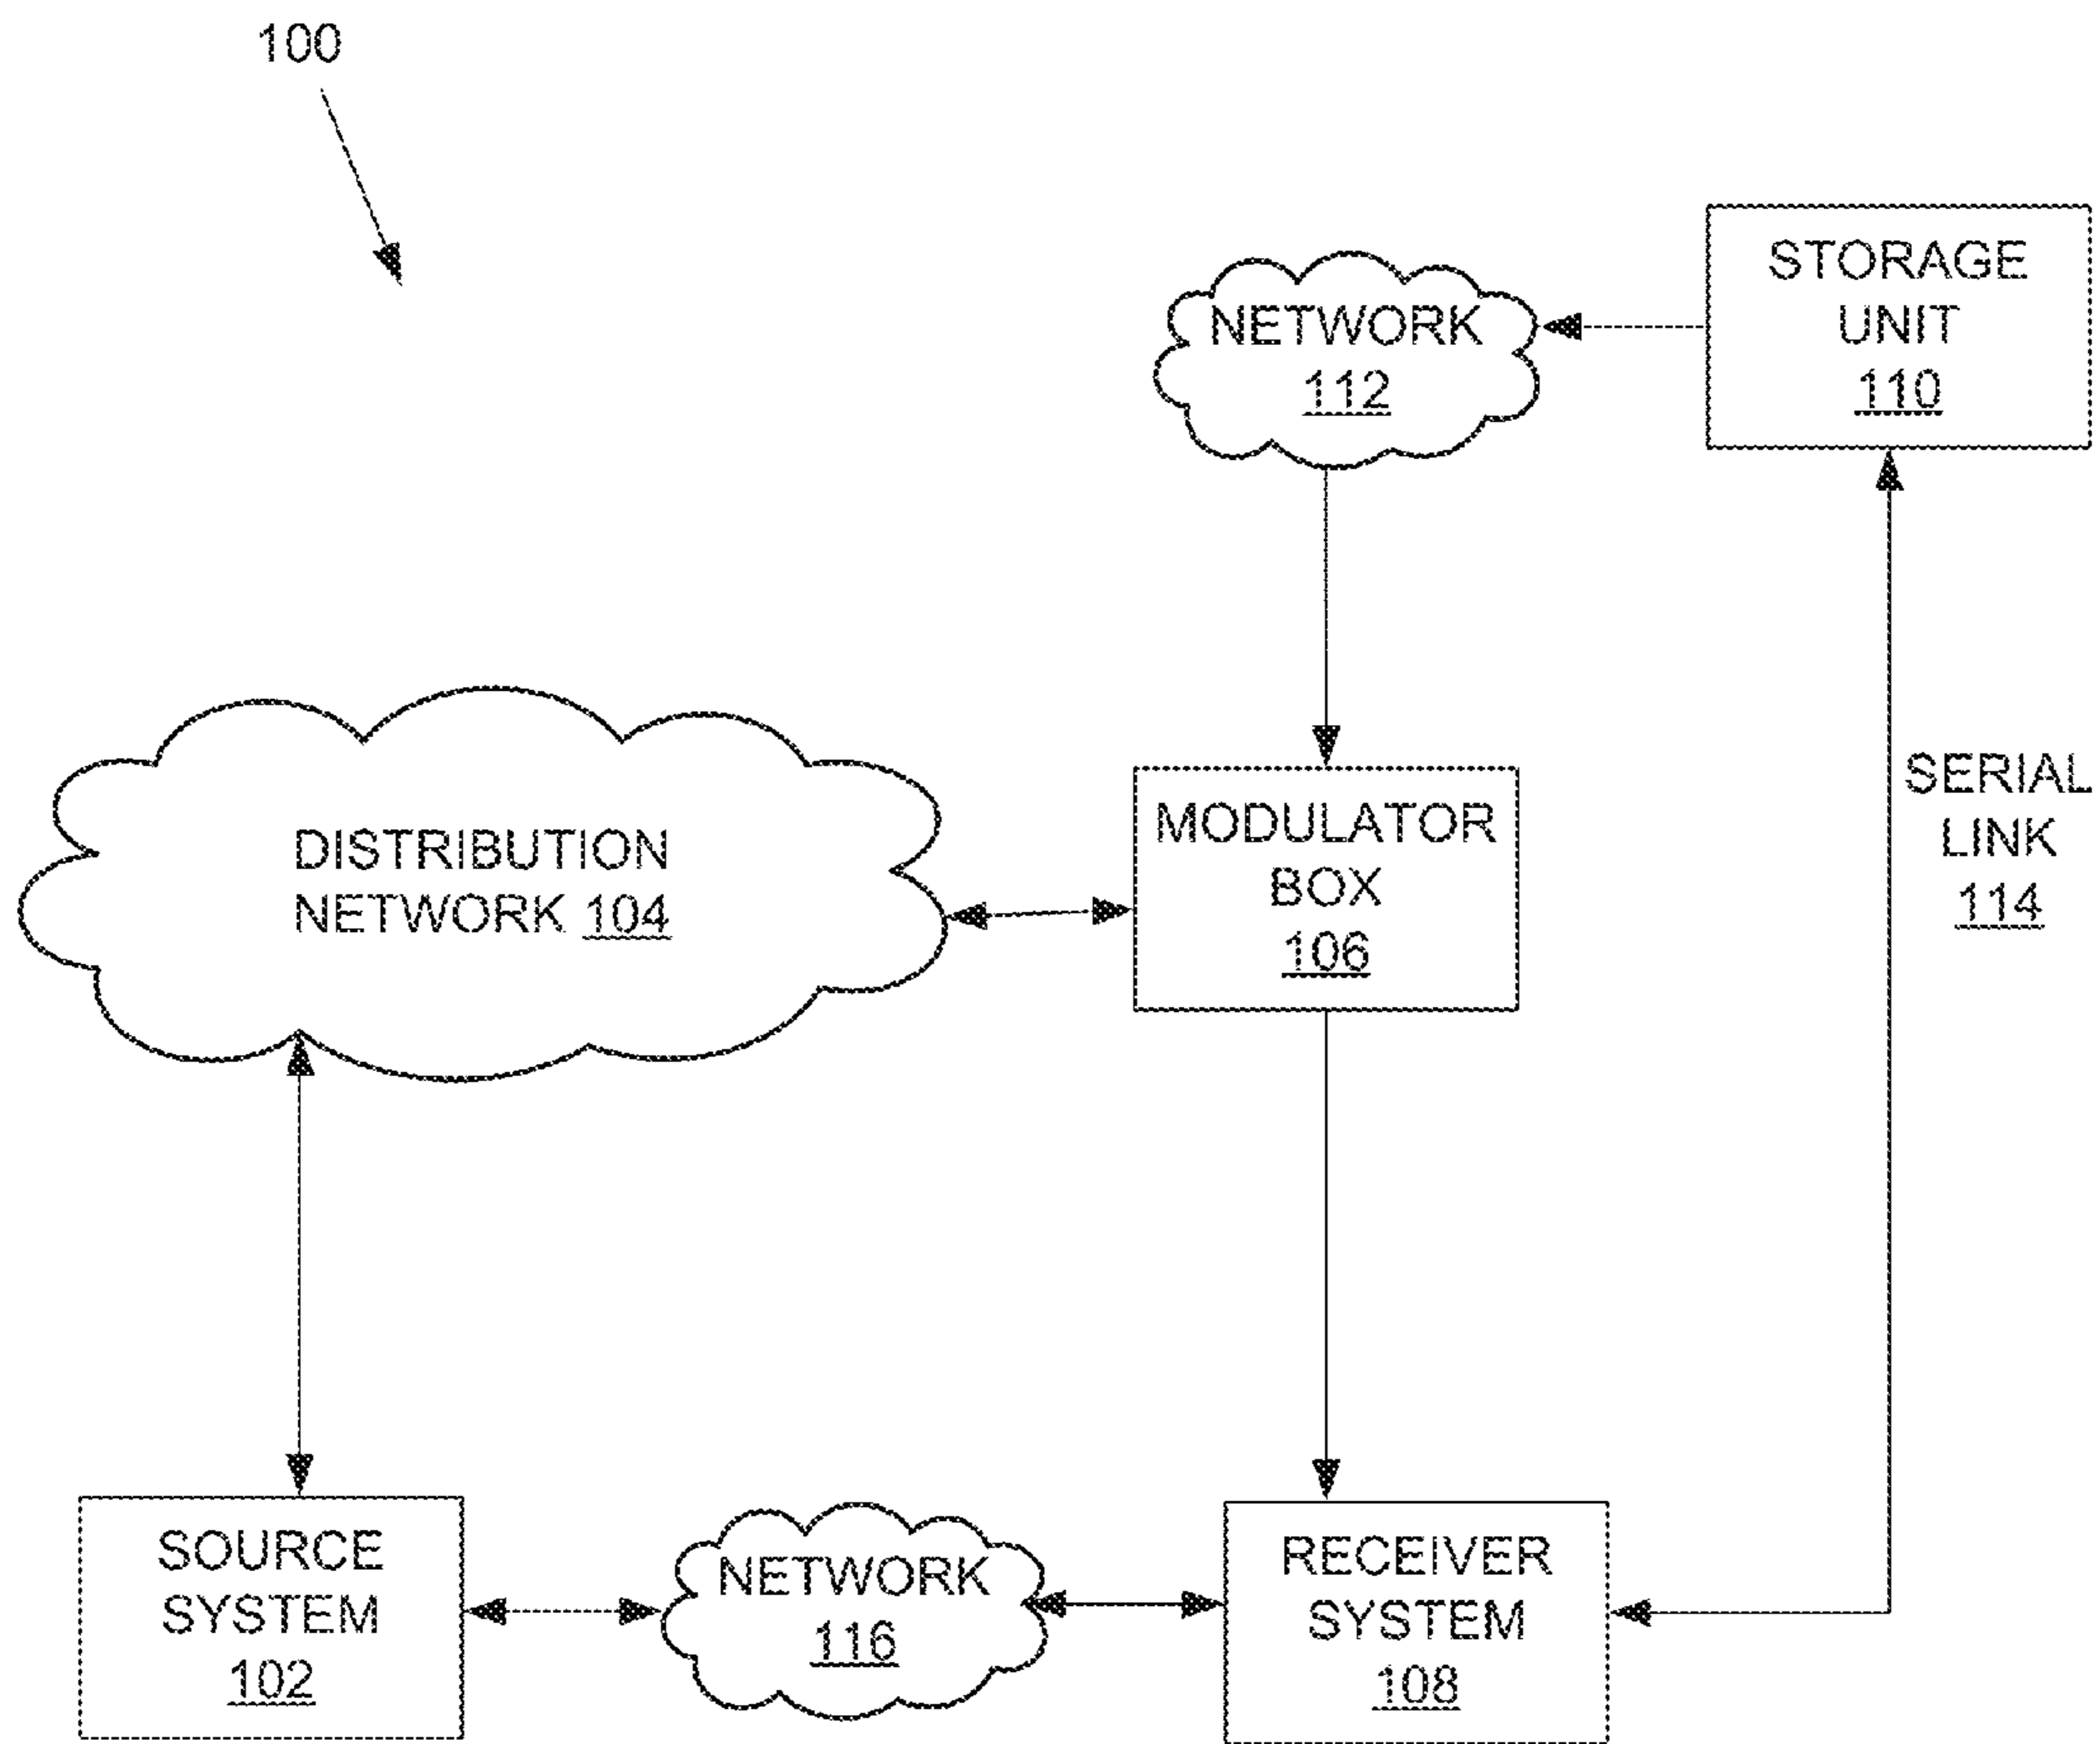 100
STORAGE
UNIT
110
NETWORK
112
SERIAL
LINK
114
MODULATOR
BOX
106
DISTRIBUTION
NETWORK 104
SOURCE
SYSTEM
102
NETWORK
116
RECEIVER
SYSTEM
108